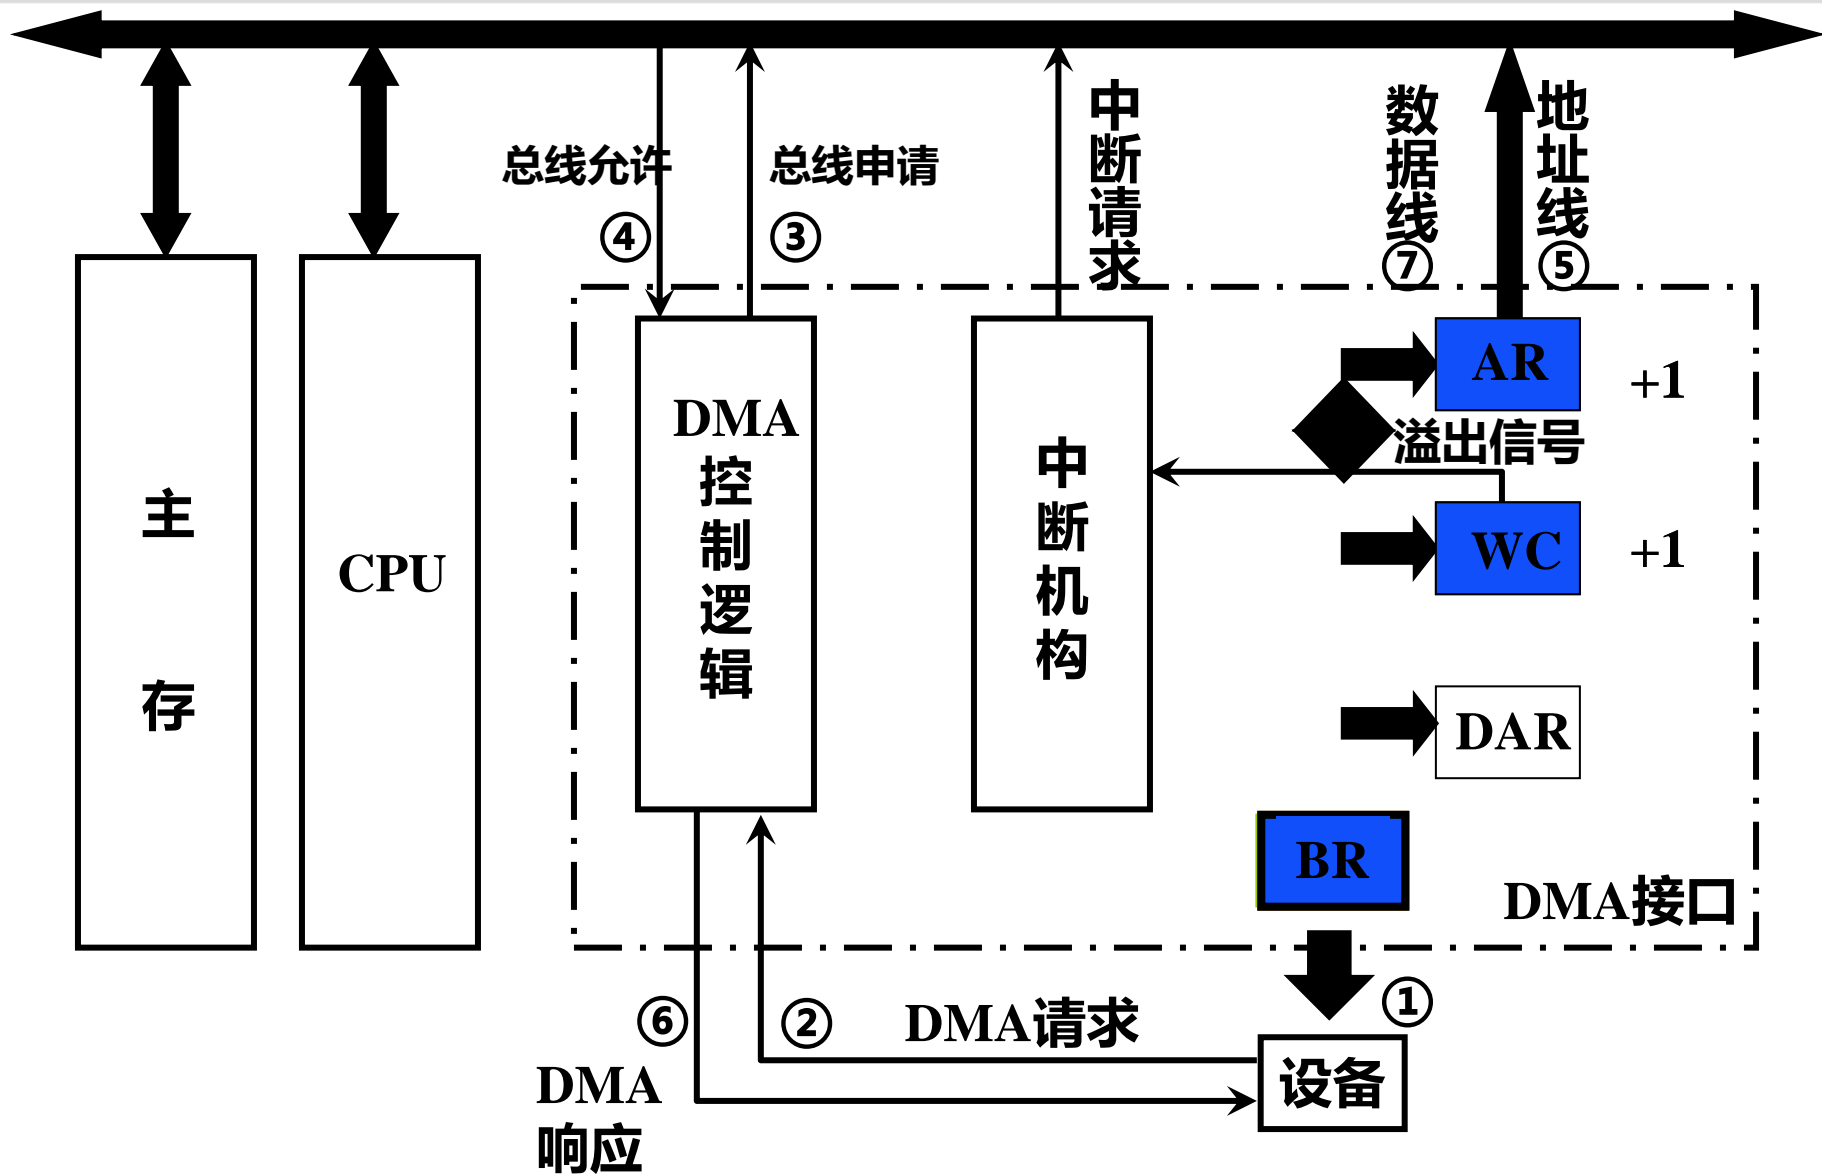 总线允许
④
总线申请
③
中断请求
数据线
⑦
地址线
⑤
主存
CPU
DMA
控制逻辑
中断机构
AR
+1
溢出信号
WC
+1
DAR
BR
DMA接口
①
⑥
②
DMA请求
DMA
响应
设备